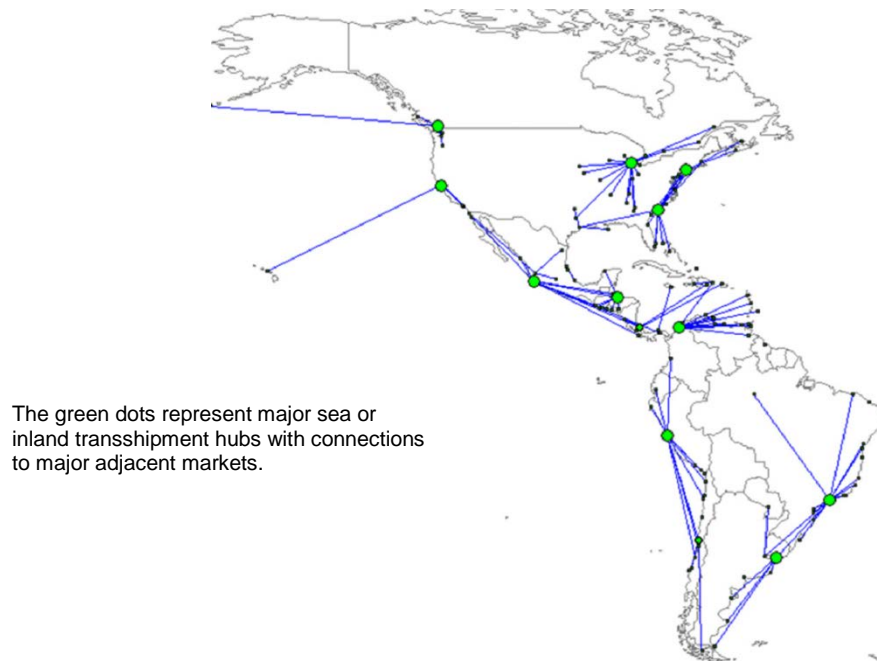 The green dots represent major sea or
inland transshipment hubs with connections
to major adjacent markets.